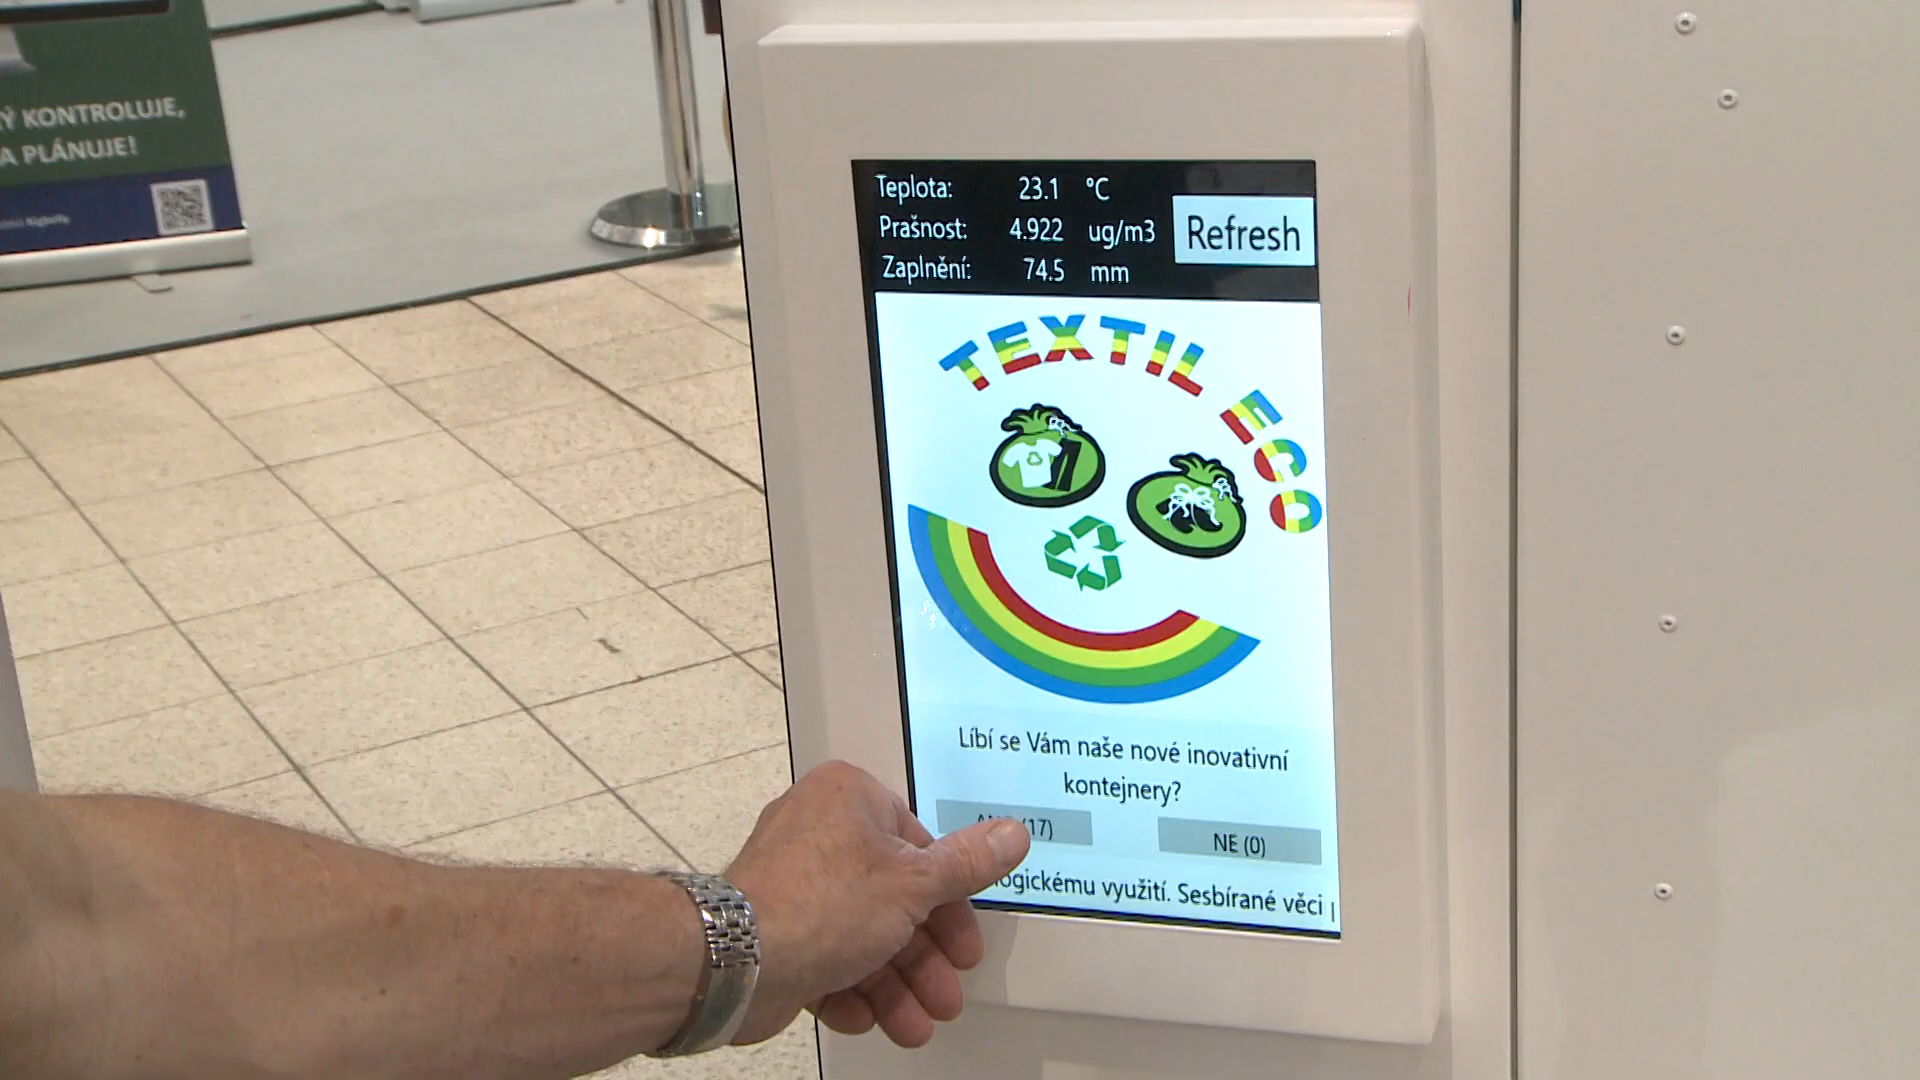 Ý KONTROLUJE,
A PLÁNUJE!
Teplota: 23.1 °C
Prašnost: 4.922 ug/m3
Zaplnění: 74.5 mm
Refresh
TEXTIL ECO
Líbí se Vám naše nové inovativní
kontejnery?
(17)
NE (0)
logickému využití. Sesbírané věci